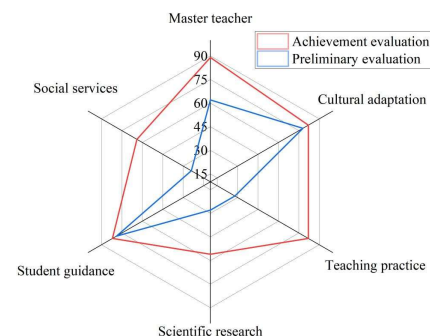 Master teacher
Achievement evaluation
Preliminary evaluation
90
75
60
45
30
15
Social services
Cultural adaptation
Student guidance
Teaching practice
Scientific research